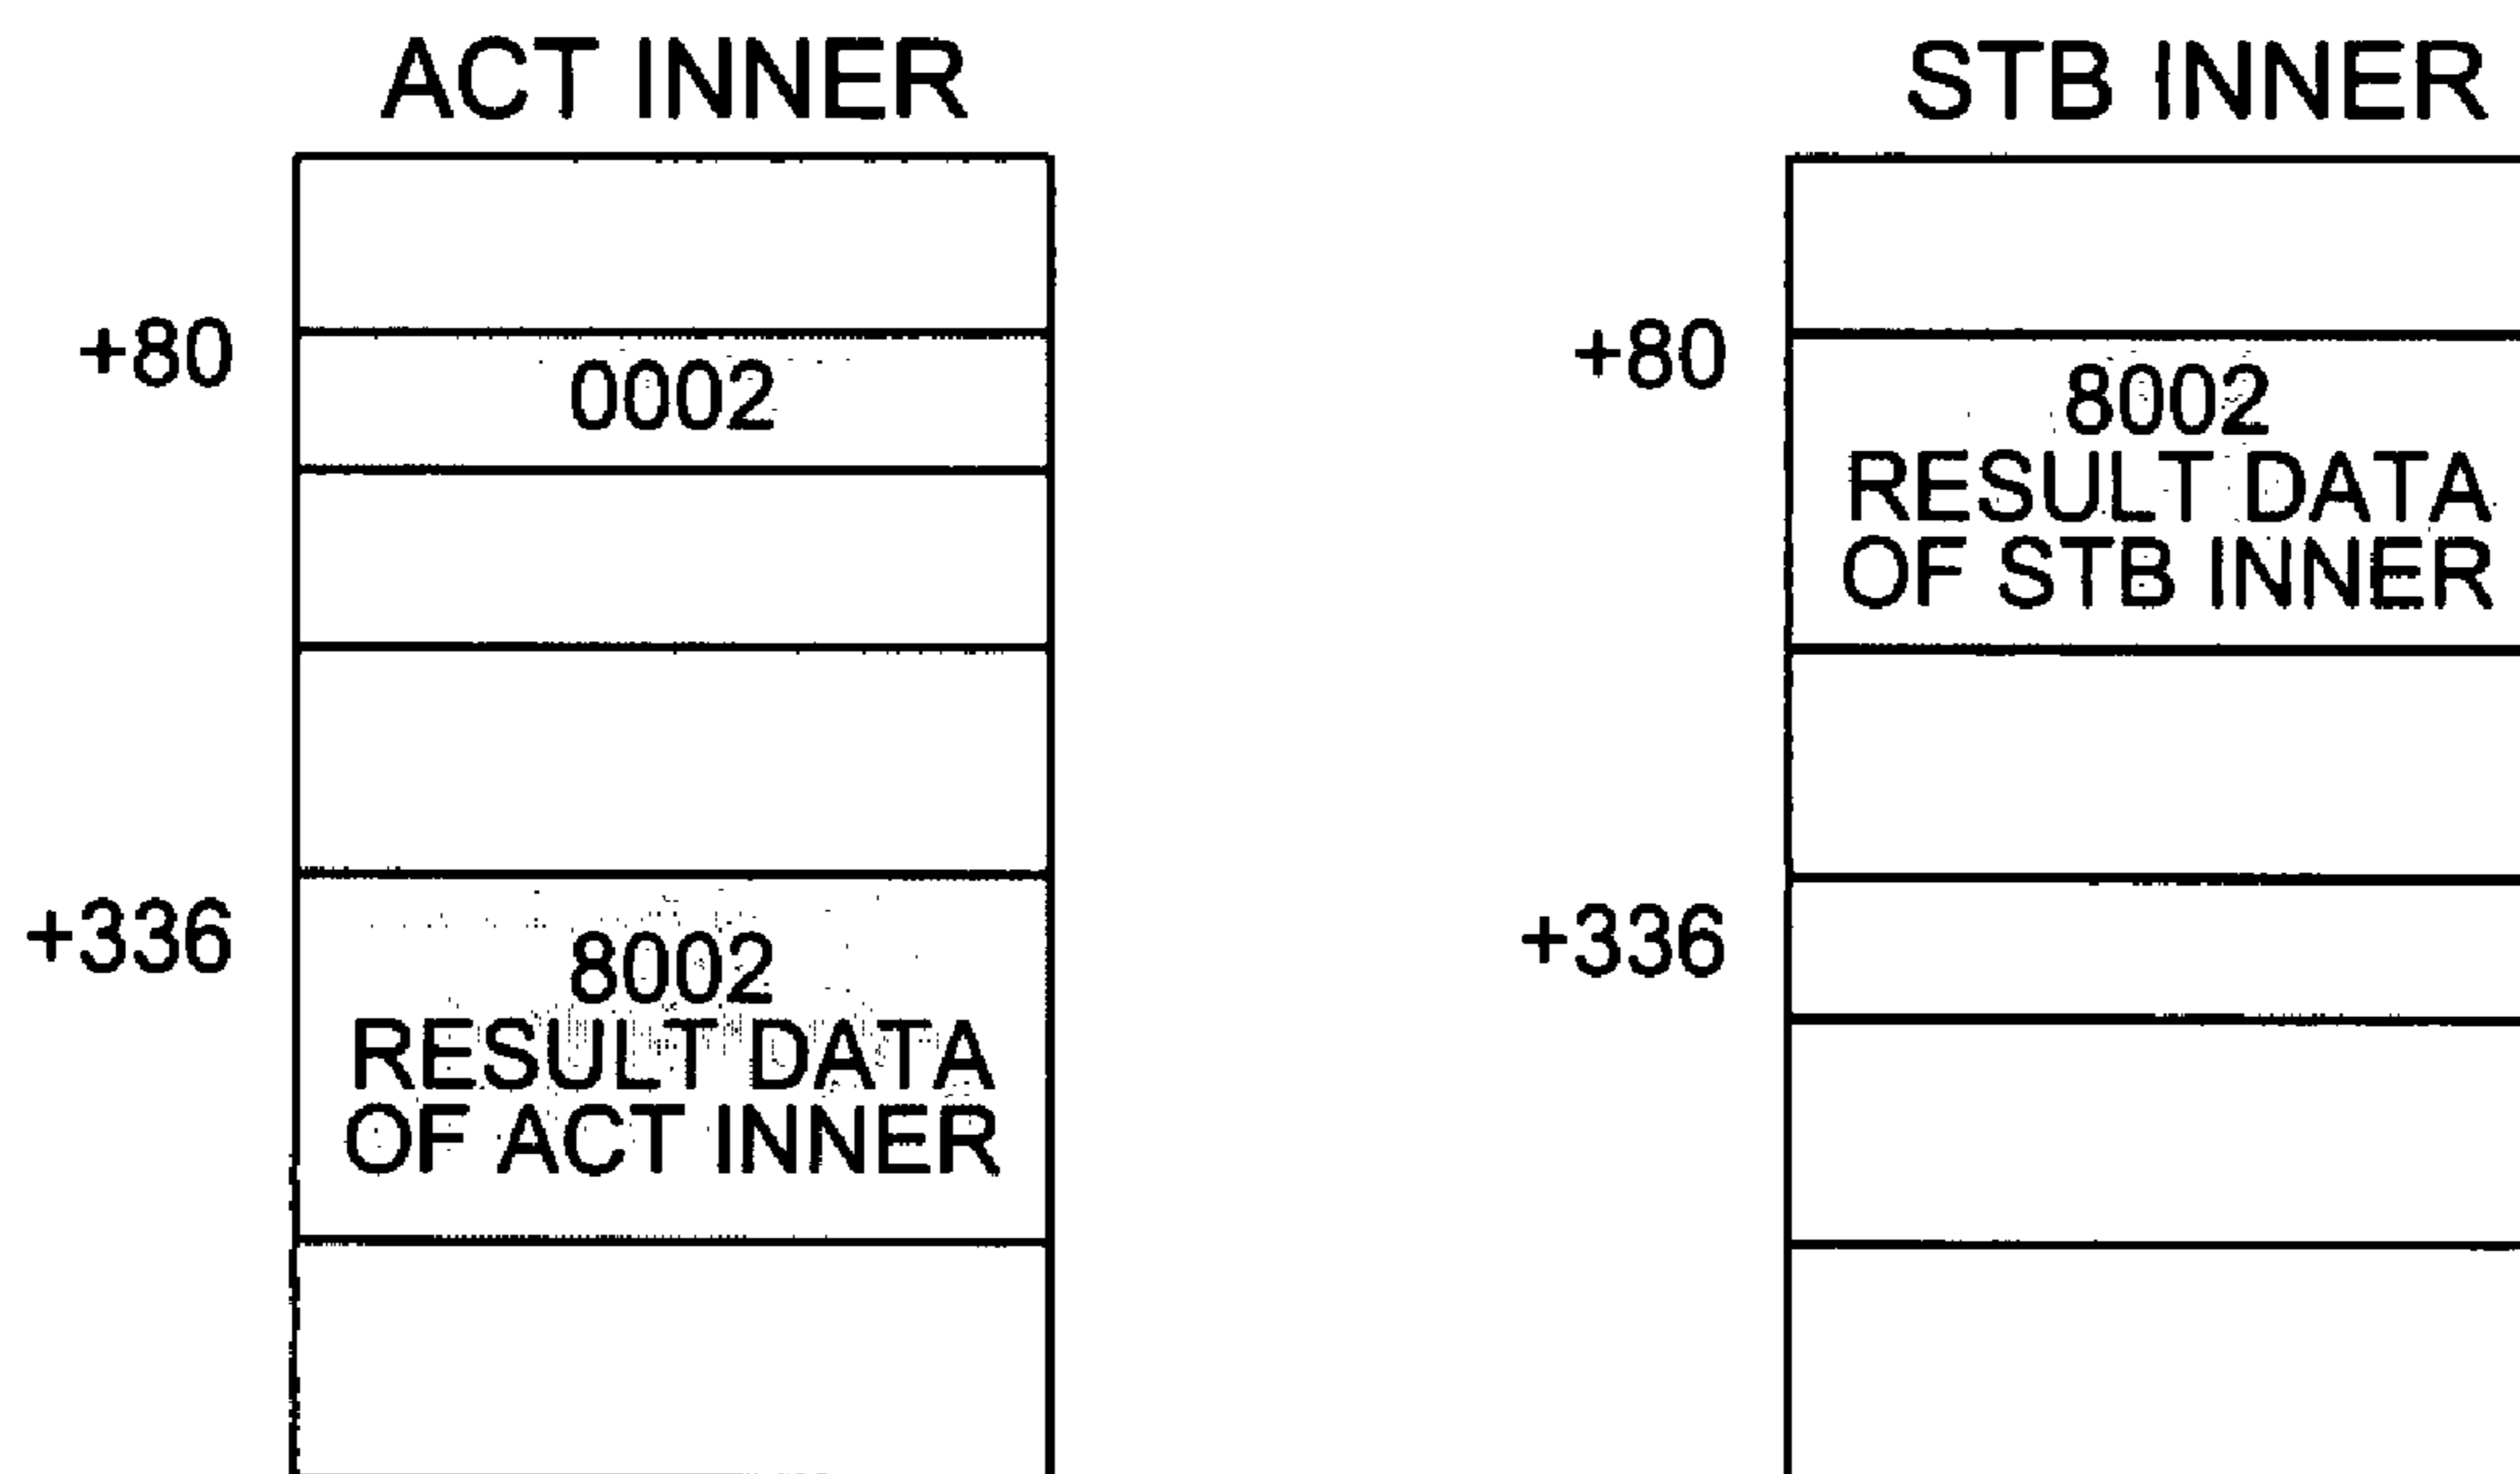 ACT INNER
+80
0002
+336
8002
RESULT DATA
OF ACT INNER
STB INNER
+80
8002
RESULT DATA
OF STB INNER
+336